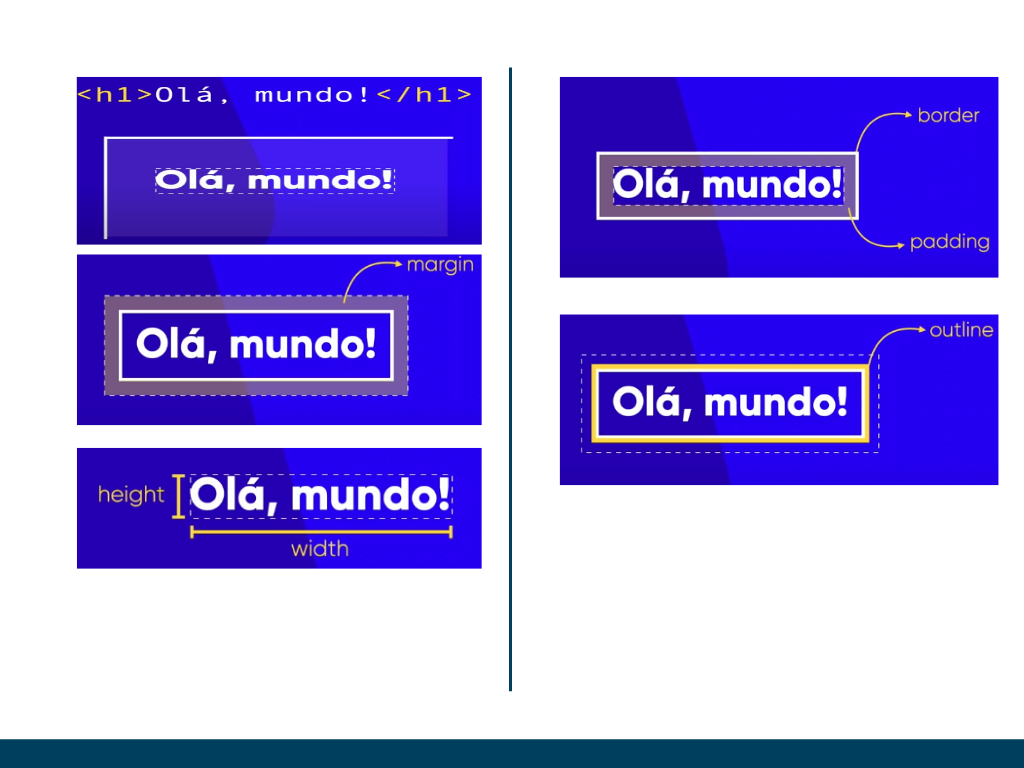 <h1>Olá, mundo!</h1>
Olá, mundo!
margin
Olá, mundo!
height
Olá, mundo!
width
border
Olá, mundo!
padding
outline
Olá, mundo!